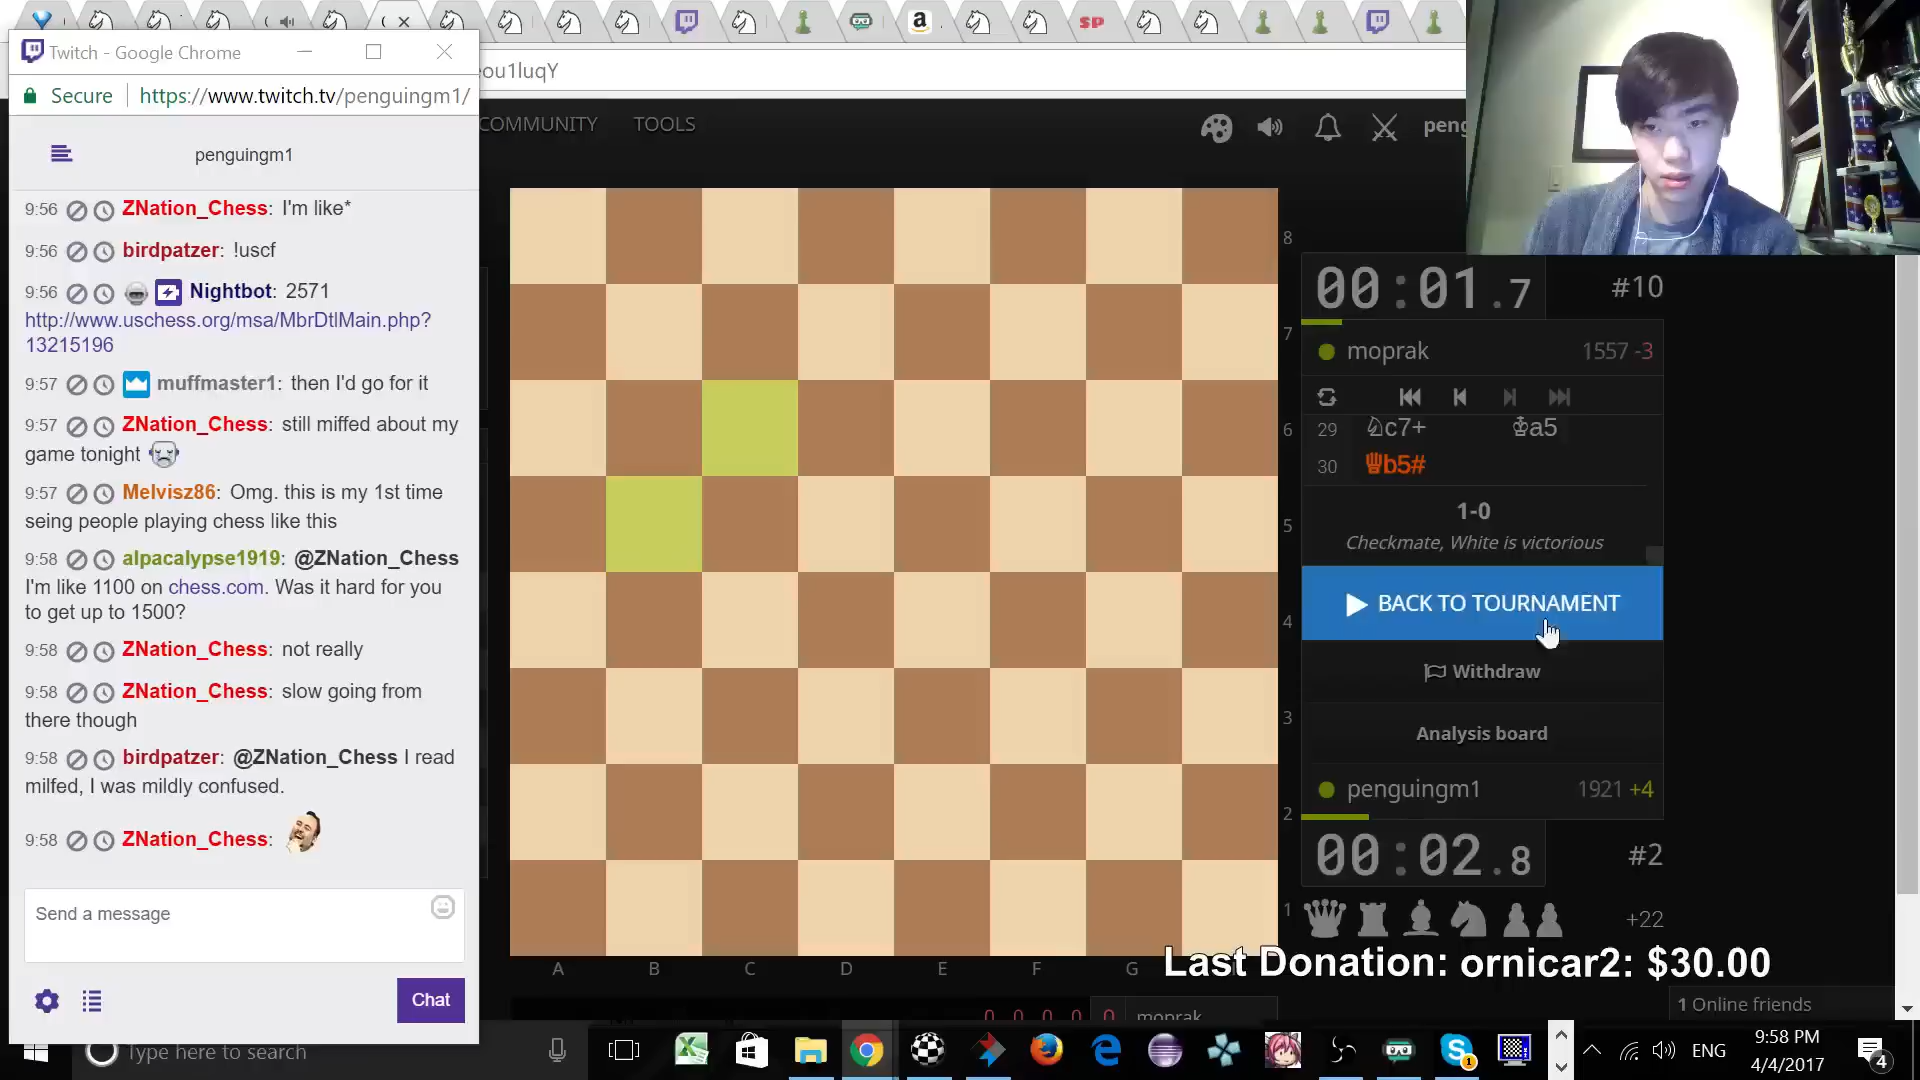 Twitch - Google Chrome
eou1luqY
Secure https://www.twitch.tv/penguingm1/
COMMUNITY TOOLS
peng
penguingm1
9:56 ZNation_Chess: I'm like*
9:56 birdpatzer: !uscf
9:56 Nightbot: 2571
http://www.uschess.org/msa/MbrDtlMain.php?
13215196
9:57 muffmaster1: then I'd go for it
9:57 ZNation_Chess: still miffed about my
game tonight
9:57 Melvisz86: Omg. this is my 1st time
seing people playing chess like this
9:58 alpacalypse1919: @ZNation_Chess
I'm like 1100 on chess.com. Was it hard for you
to get up to 1500?
9:58 ZNation_Chess: not really
9:58 ZNation_Chess: slow going from
there though
9:58 birdpatzer: @ZNation_Chess I read
milfed, I was mildly confused.
9:58 ZNation_Chess:
Send a message
Chat
8
7
6
5
4
3
2
1
A B C D E F G
00:01.7 #10
moprak 1557 -3
29 ♘c7+ ♔a5
30 ♕b5#
1-0
Checkmate, White is victorious
BACK TO TOURNAMENT
Withdraw
Analysis board
penguingm1 1921 +4
00:02.8 #2
+22
Last Donation: ornicar2: $30.00
0 0 0 0 0 moprak
1 Online friends
Type here to search
ENG
9:58 PM
4/4/2017
4
a
SP
1